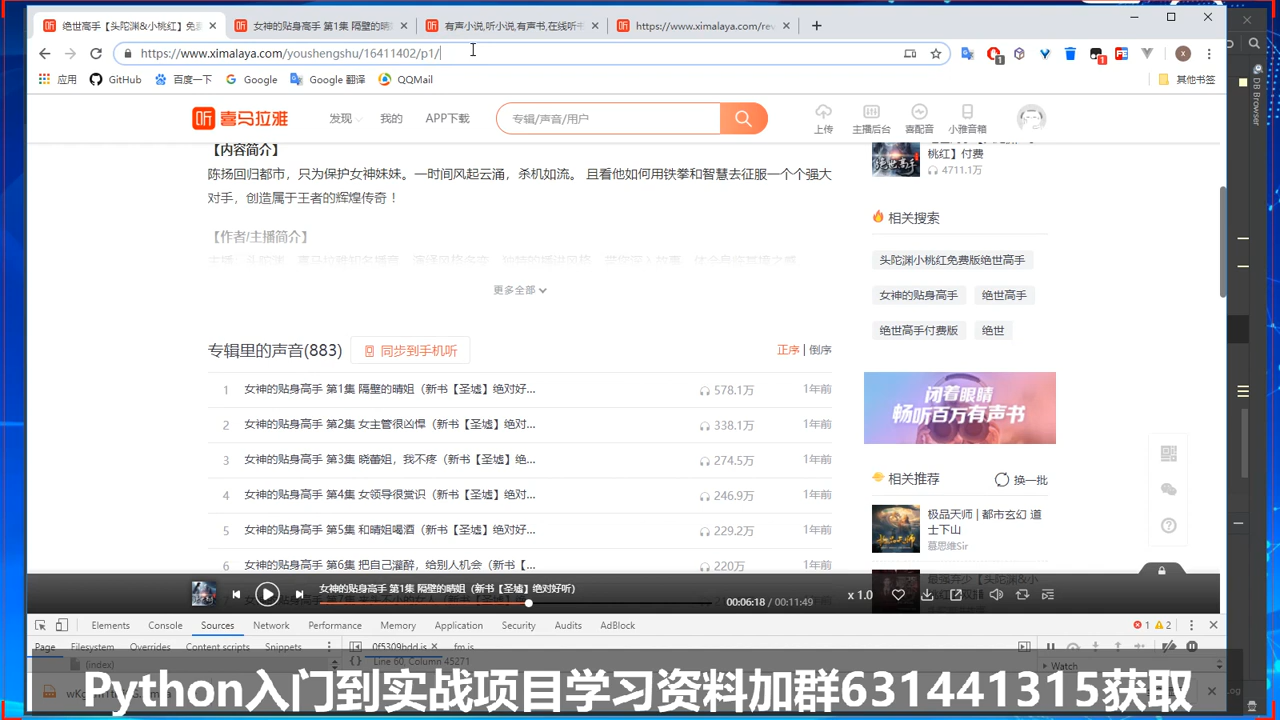 绝世高手【头陀渊&小桃红】免
女神的贴身高手 第1集 隔壁的晴
有声小说,听小说,有声书,在线听
https://www.ximalaya.com/rev
https://www.ximalaya.com/youshengshu/16411402/p1/
应用
GitHub
百度一下
Google
Google 翻译
QQMail
其他书签
DB Browser
喜马拉雅
发现
我的
APP下载
专辑/声音/用户
上传
主播后台
喜配音
小雅音箱
【内容简介】
回归都市，只为保护女神妹妹。一时间风起云涌，杀机如流。 且看他如何用铁拳和智慧去征服一个个强大
对手，创造属于王者的辉煌传奇！
【作者/主播简介】
更多全部
桃红】付费
4711.1万
相关搜索
头陀渊小桃红免费版绝世高手
女神的贴身高手
绝世高手
绝世高手付费版
绝世
专辑里的声音(883)
同步到手机听
正序 | 倒序
1 女神的贴身高手 第1集 隔壁的晴姐（新书【圣墟】绝对好... 578.1万 1年前
2 女神的贴身高手 第2集 女主管很凶悍（新书【圣墟】绝对... 338.1万 1年前
3 女神的贴身高手 第3集 晓蕾姐，我不疼（新书【圣墟】绝... 274.5万 1年前
4 女神的贴身高手 第4集 女领导很赏识（新书【圣墟】绝对... 246.9万 1年前
5 女神的贴身高手 第5集 和晴姐喝酒（新书【圣墟】绝对好... 229.2万 1年前
6 女神的贴身高手 第6集 把自己灌醉，给别人机会（新书【圣... 220万 1年前
闭着眼睛
畅听百万有声书
相关推荐
换一批
极品天师 | 都市玄幻 道
士下山
慕思维Sir
最强弃少【头陀渊&小
桃红】
女神的贴身高手 第1集 隔壁的晴姐（新书【圣墟】绝对好听）
00:06:18 / 00:11:49
x 1.0
Elements Console Sources Network Performance Memory Application Security Audits AdBlock
1 2
Page Filesystem Overrides Content scripts Snippets
0f5309bdd.js
fm.js
(index)
Line 60, Column 45271
Watch
Python入门到实战项目学习资料加群631441315获取